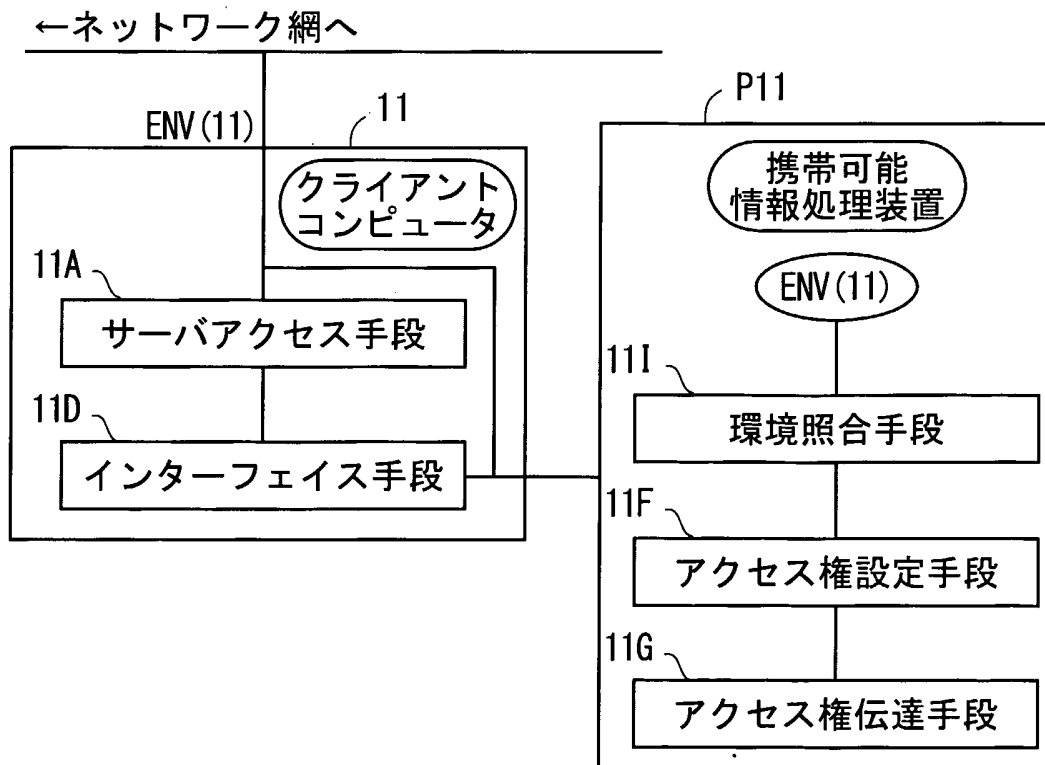 ←ネットワーク網へ
ENV(11)
11
クライアント
コンピュータ
11A
サーバアクセス手段
11D
インターフェイス手段
P11
携帯可能
情報処理装置
ENV(11)
11I
環境照合手段
11F
アクセス権設定手段
11G
アクセス権伝達手段